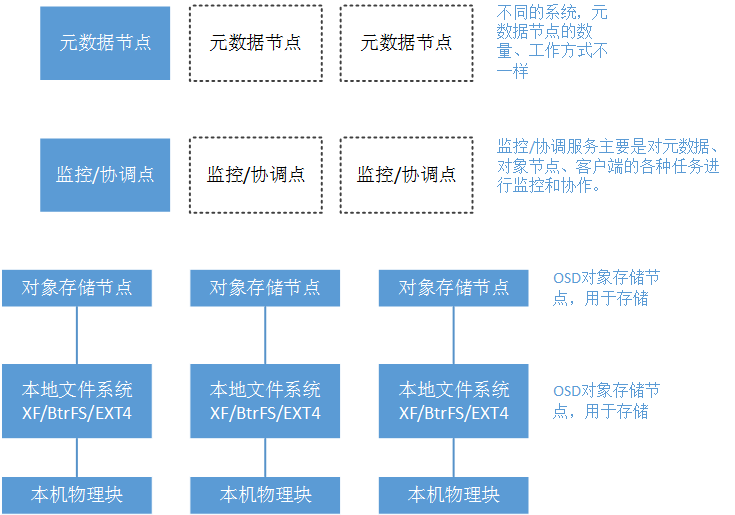 元数据节点
元数据节点
元数据节点
不同的系统，元
数据节点的数
量、工作方式不
一样
监控/协调点
监控/协调点
监控/协调点
监控/协调服务主要是对元数据、
对象节点、客户端的各种任务进
行监控和协作。
对象存储节点
对象存储节点
对象存储节点
OSD对象存储节
点，用于存储
本地文件系统
XF/BtrFS/EXT4
本地文件系统
XF/BtrFS/EXT4
本地文件系统
XF/BtrFS/EXT4
OSD对象存储节
点，用于存储
本机物理块
本机物理块
本机物理块